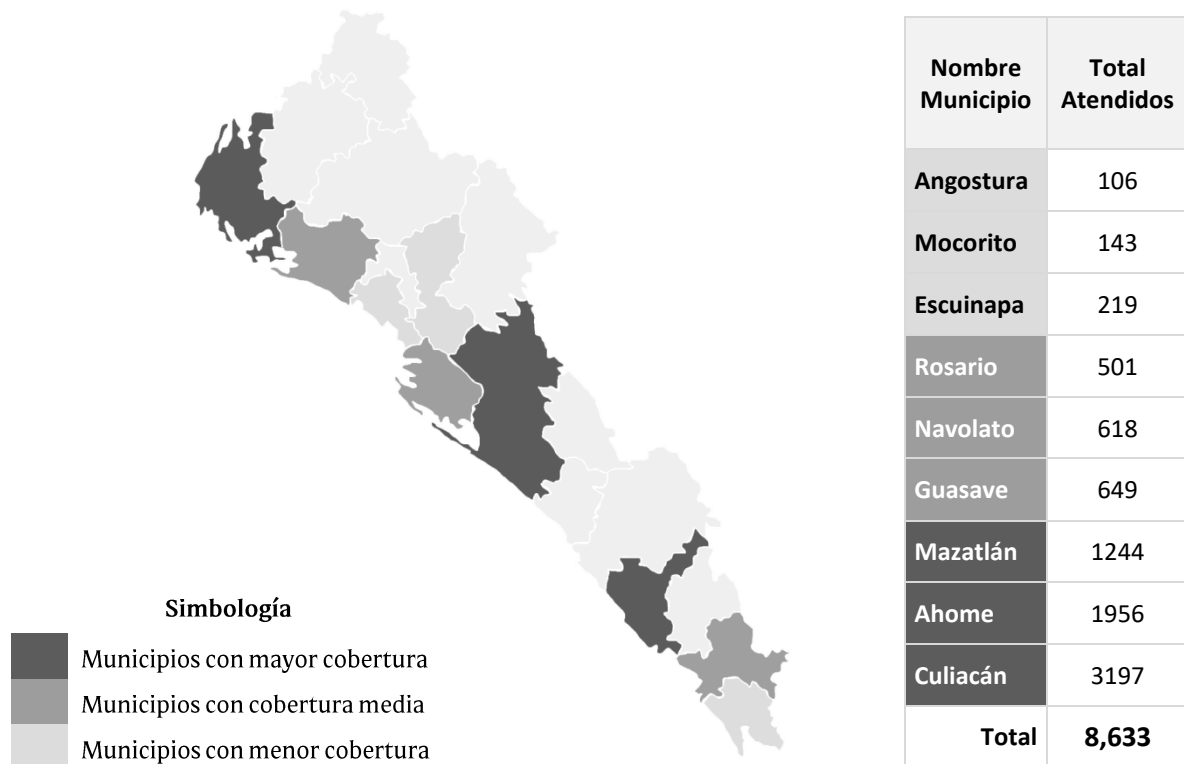 Nombre Municipio Total Atendidos
Angostura 106
Mocorito 143
Escuinapa 219
Rosario 501
Navolato 618
Guasave 649
Mazatlán 1244
Ahome 1956
Culiacán 3197
Total 8,633
Simbología
Municipios con mayor cobertura
Municipios con cobertura media
Municipios con menor cobertura